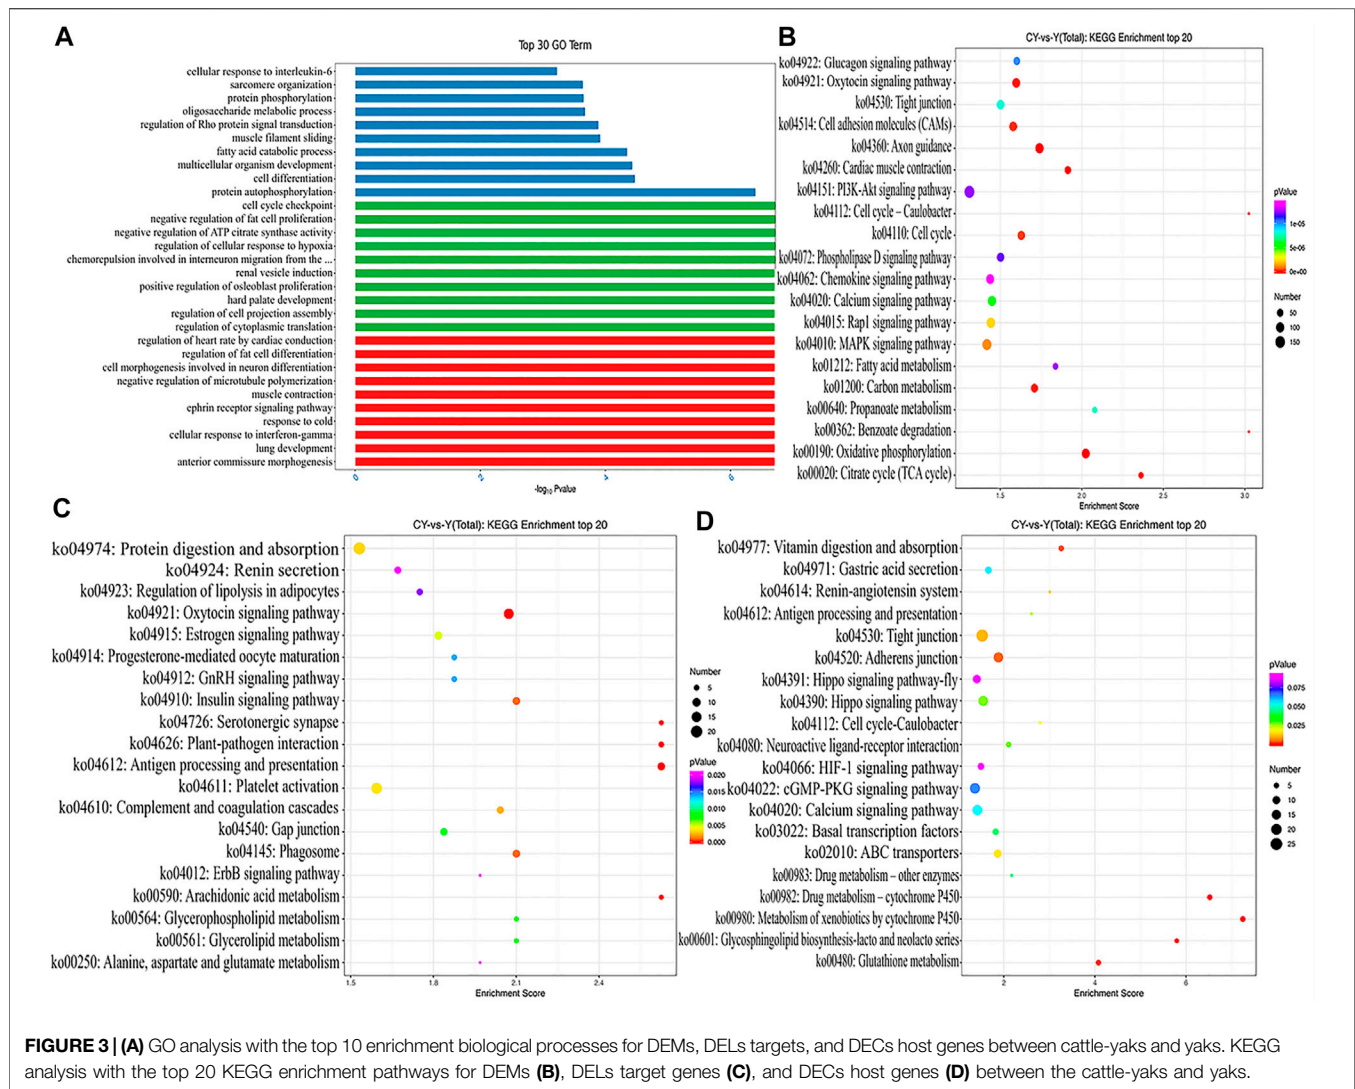 A
Top 30 GO Term
cellular response to interleukin-6
sarcomere organization
protein phosphorylation
oligosaccharide metabolic process
regulation of Rho protein signal transduction
muscle filament sliding
fatty acid catabolic process
multicellular organism development
cell differentiation
protein autophosphorylation
cell cycle checkpoint
negative regulation of fat cell proliferation
negative regulation of ATP citrate synthase activity
regulation of cellular response to hypoxia
chemorepulsion involved in interneuron migration from the ...
renal vesicle induction
positive regulation of osleoblast proliferation
hard palate development
regulation of cell projection assembly
regulation of cytoplasmic translation
regulation of heart rate by cardiac conduction
regulation of fat cell differentiation
cell morphogenesis involved in neuron differentiation
negative regulation of microtubule polymerization
muscle contraction
ephrin receptor signaling pathway
response to cold
cellular response to interferon-gamma
lung development
anterior commissure morphogenesis
0 2 4 6
-log10 Pvalue
B
CY-vs-Y(Total): KEGG Enrichment top 20
ko04922: Glucagon signaling pathway
ko04921: Oxytocin signaling pathway
ko04530: Tight junction
ko04514: Cell adhesion molecules (CAMs)
ko04360: Axon guidance
ko04260: Cardiac muscle contraction
ko04151: PI3K-Akt signaling pathway
ko04112: Cell cycle – Caulobacter
ko04110: Cell cycle
ko04072: Phospholipase D signaling pathway
ko04062: Chemokine signaling pathway
ko04020: Calcium signaling pathway
ko04015: Rap1 signaling pathway
ko04010: MAPK signaling pathway
ko01212: Fatty acid metabolism
ko01200: Carbon metabolism
ko00640: Propanoate metabolism
ko00362: Benzoate degradation
ko00190: Oxidative phosphorylation
ko00020: Citrate cycle (TCA cycle)
1.5 2.0 2.5 3.0
Enrichment Score
pValue
1e-05
5e-05
0e+00
Number
50
100
150
C
CY-vs-Y(Total): KEGG Enrichment top 20
ko04974: Protein digestion and absorption
ko04924: Renin secretion
ko04923: Regulation of lipolysis in adipocytes
ko04921: Oxytocin signaling pathway
ko04915: Estrogen signaling pathway
ko04914: Progesterone-mediated oocyte maturation
ko04912: GnRH signaling pathway
ko04910: Insulin signaling pathway
ko04726: Serotonergic synapse
ko04626: Plant-pathogen interaction
ko04612: Antigen processing and presentation
ko04611: Platelet activation
ko04610: Complement and coagulation cascades
ko04540: Gap junction
ko04145: Phagosome
ko04012: ErbB signaling pathway
ko00590: Arachidonic acid metabolism
ko00564: Glycerophospholipid metabolism
ko00561: Glycerolipid metabolism
ko00250: Alanine, aspartate and glutamate metabolism
1.5 1.8 2.1 2.4
Enrichment Score
Number
5
10
15
20
pValue
0.020
0.015
0.010
0.005
0.000
D
CY-vs-Y(Total): KEGG Enrichment top 20
ko04977: Vitamin digestion and absorption
ko04971: Gastric acid secretion
ko04614: Renin-angiotensin system
ko04612: Antigen processing and presentation
ko04530: Tight junction
ko04520: Adherens junction
ko04391: Hippo signaling pathway-fly
ko04390: Hippo signaling pathway
ko04112: Cell cycle-Caulobacter
ko04080: Neuroactive ligand-receptor interaction
ko04066: HIF-1 signaling pathway
ko04022: cGMP-PKG signaling pathway
ko04020: Calcium signaling pathway
ko03022: Basal transcription factors
ko02010: ABC transporters
ko00983: Drug metabolism – other enzymes
ko00982: Drug metabolism – cytochrome P450
ko00980: Metabolism of xenobiotics by cytochrome P450
ko00601: Glycosphingolipid biosynthesis-lacto and neolacto series
ko00480: Glutathione metabolism
2 4 6
Enrichment Score
pValue
0.075
0.050
0.025
Number
5
10
15
20
25
FIGURE 3 | (A) GO analysis with the top 10 enrichment biological processes for DEMs, DELs targets, and DECs host genes between cattle-yaks and yaks. KEGG
analysis with the top 20 KEGG enrichment pathways for DEMs (B), DELs target genes (C), and DECs host genes (D) between the cattle-yaks and yaks.